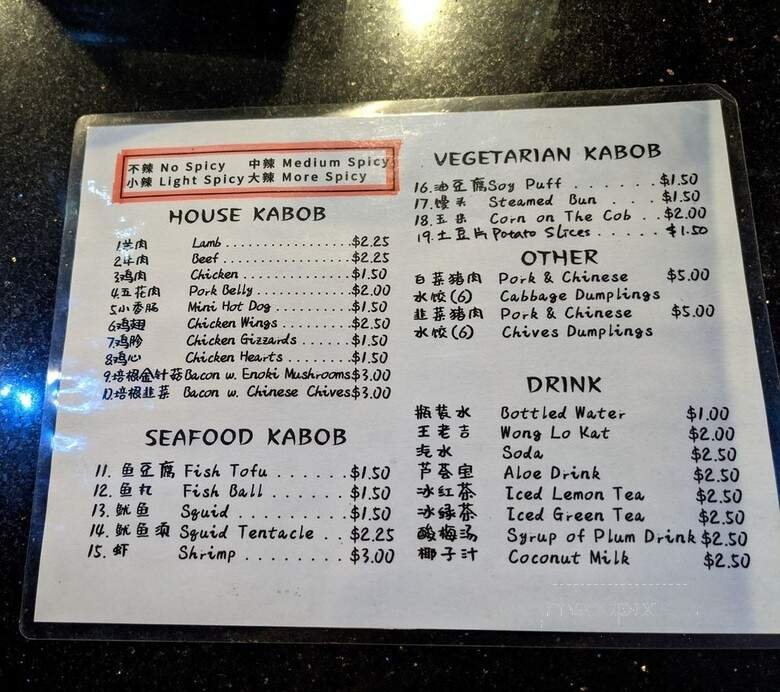 不辣 No Spicy 中辣 Medium Spicy
小辣 Light Spicy 大辣 More Spicy
HOUSE KABOB
1羊肉 Lamb . . . . . . . . . . . . . . . . $2.25
2牛肉 Beef . . . . . . . . . . . . . . . . $2.25
3鸡肉 Chicken . . . . . . . . . . . . . $1.50
4五花肉 Pork Belly . . . . . . . . . . $2.00
5小香肠 Mini Hot Dog . . . . . . . . $1.50
6鸡翅 Chicken Wings . . . . . . . . $2.50
7鸡胗 Chicken Gizzards . . . . . . $1.50
8鸡心 Chicken Hearts . . . . . . . $1.50
9.培根金针菇 Bacon w. Enoki Mushrooms $3.00
10.培根韭菜 Bacon w. Chinese Chives $3.00
SEAFOOD KABOB
11. 鱼豆腐 Fish Tofu . . . . . . . $1.50
12. 鱼丸 Fish Ball . . . . . . . $1.50
13. 鱿鱼 Squid . . . . . . . . . $1.50
14. 鱿鱼须 Squid Tentacle . . $2.25
15. 虾 Shrimp . . . . . . . . . $3.00
VEGETARIAN KABOB
16.油豆腐 Soy Puff . . . . . . $1.50
17.馒头 Steamed Bun . . . $1.50
18.玉米 Corn on The Cob . . $2.00
19.土豆片 Potato Slices . . . . . $1.50
OTHER
白菜猪肉 Pork & Chinese $5.00
水饺(6) Cabbage Dumplings
韭菜猪肉 Pork & Chinese $5.00
水饺(6) Chives Dumplings
DRINK
瓶装水 Bottled Water $1.00
王老吉 Wong Lo Kat $2.00
汽水 Soda $2.50
芦荟 Aloe Drink $2.50
冰红茶 Iced Lemon Tea $2.50
冰绿茶 Iced Green Tea $2.50
酸梅汤 Syrup of Plum Drink $2.50
椰子汁 Coconut Milk $2.50